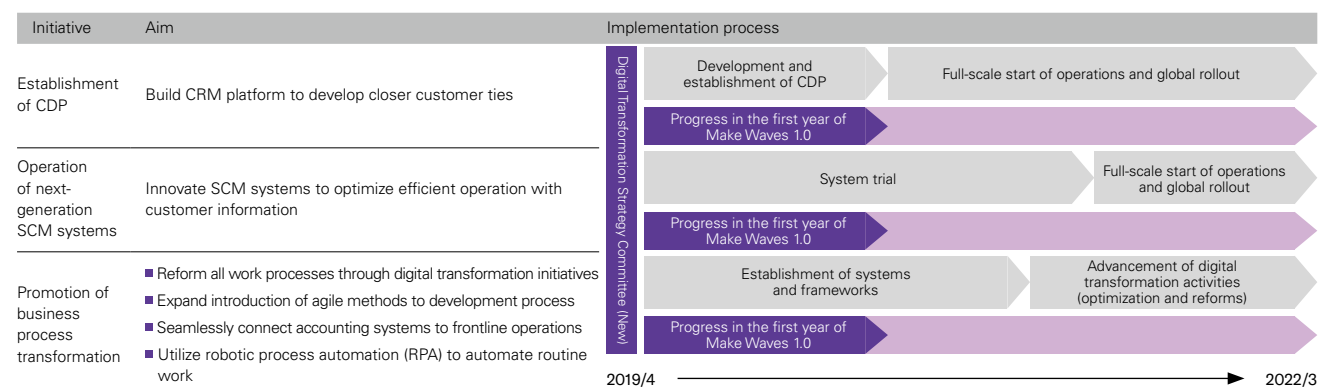 Initiative
Aim
Implementation process
Digital Transformation Strategy Committee (New)
Establishment
of CDP
Build CRM platform to develop closer customer ties
Development and
establishment of CDP
Full-scale start of operations and global rollout
Progress in the first year of
Make Waves 1.0
Operation
of next-
generation
SCM systems
Innovate SCM systems to optimize efficient operation with
customer information
System trial
Full-scale start of operations
and global rollout
Progress in the first year of
Make Waves 1.0
Promotion of
business
process
transformation
Reform all work processes through digital transformation initiatives
Expand introduction of agile methods to development process
Seamlessly connect accounting systems to frontline operations
Utilize robotic process automation (RPA) to automate routine
work
Establishment of systems
and frameworks
Advancement of digital
transformation activities
(optimization and reforms)
Progress in the first year of
Make Waves 1.0
2019/4
2022/3